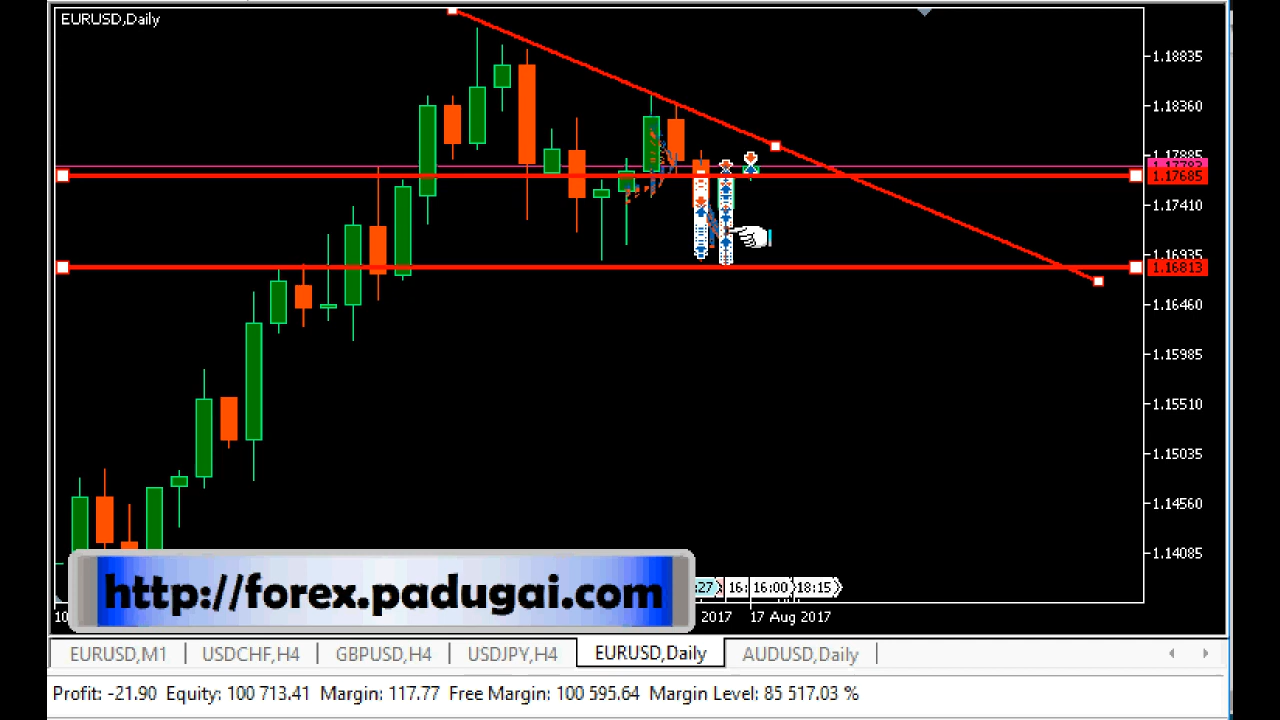 EURUSD,Daily
1.18835
1.18360
1.17885
1.17685
1.17410
1.16935
1.16813
1.16460
1.15985
1.15510
1.15035
1.14560
1.14085
http://forex.padugai.com
:27 16: 16:00 18:15
10 2017 17 Aug 2017
EURUSD,M1 USDCHF,H4 GBPUSD,H4 USDJPY,H4 EURUSD,Daily AUDUSD,Daily
Profit: -21.90 Equity: 100 713.41 Margin: 117.77 Free Margin: 100 595.64 Margin Level: 85 517.03 %